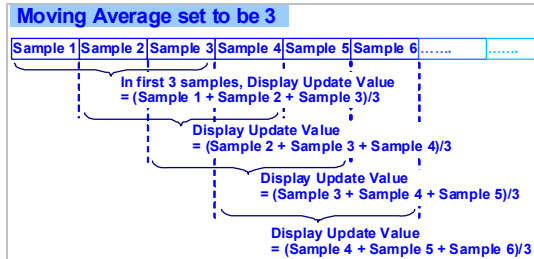 Moving Average set to be 3
Sample 1 Sample 2 Sample 3 Sample 4 Sample 5 Sample 6 ....... .......
In first 3 samples, Display Update Value
= (Sample 1 + Sample 2 + Sample 3)/3
Display Update Value
= (Sample 2 + Sample 3 + Sample 4)/3
Display Update Value
= (Sample 3 + Sample 4 + Sample 5)/3
Display Update Value
= (Sample 4 + Sample 5 + Sample 6)/3